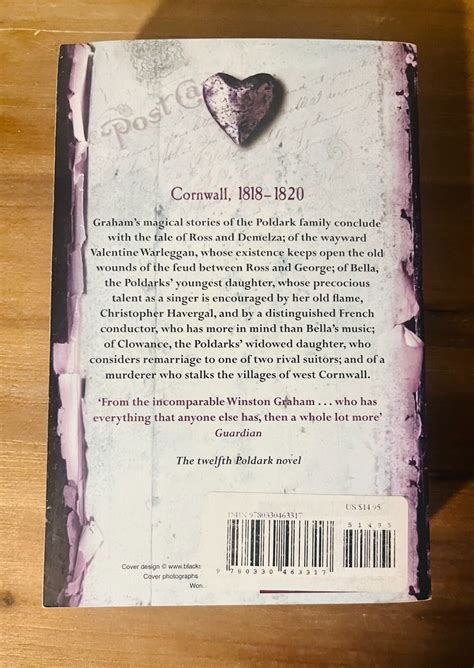 Post Ca
Cornwall, 1818–1820
Graham's magical stories of the Poldark family conclude
with the tale of Ross and Demelza; of the wayward
Valentine Warleggan, whose existence keeps open the old
wounds of the feud between Ross and George; of Bella,
the Poldarks' youngest daughter, whose precocious
talent as a singer is encouraged by her old flame,
Christopher Havergal, and by a distinguished French
conductor, who has more in mind than Bella's music;
of Clowance, the Poldarks' widowed daughter, who
considers remarriage to one of two rival suitors; and of a
murderer who stalks the villages of west Cornwall.
'From the incomparable Winston Graham . . . who has
everything that anyone else has, then a whole lot more'
Guardian
The twelfth Poldark novel
US $14.95
ISBN 9780330463317
51495
9 780330 463317
Cover design © www.blacks
Cover photographs